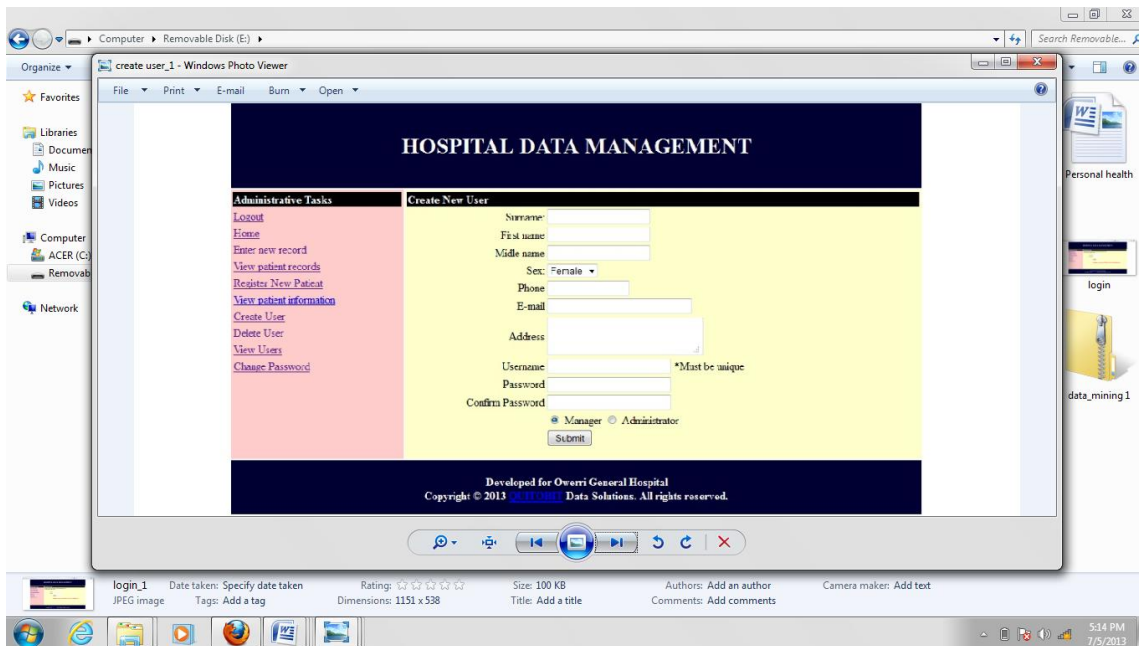 Computer ▸ Removable Disk (E:) ▸
Search Removable...
Organize
create user_1 - Windows Photo Viewer
File Print E-mail Burn Open
Favorites
Libraries
Documen
Music
Pictures
Videos
Computer
ACER (C:)
Removab
Network
HOSPITAL DATA MANAGEMENT
Administrative Tasks
Logout
Home
Enter new record
View patient records
Register New Patient
View patient information
Create User
Delete User
View Users
Change Password
Create New User
Surname:
First name
Midle name
Sex: Female
Phone
E-mail
Address
Username *Must be unique
Password
Confirm Password
Manager Administrator
Submit
Developed for Owerri General Hospital
Copyright © 2013 Data Solutions. All rights reserved.
Personal health
login
data_mining 1
login_1 Date taken: Specify date taken Rating: Size: 100 KB Authors: Add an author Camera maker: Add text
JPEG image Tags: Add a tag Dimensions: 1151 x 538 Title: Add a title Comments: Add comments
5:14 PM
7/5/2013